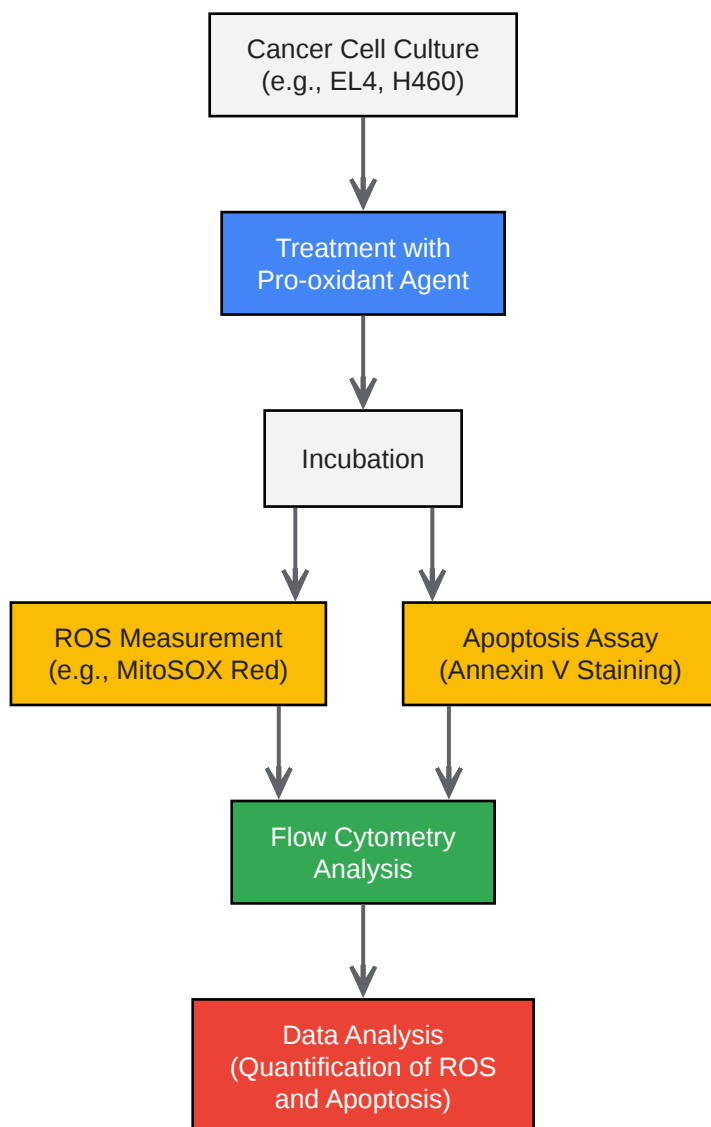 Cancer Cell Culture
(e.g., EL4, H460)
Treatment with
Pro-oxidant Agent
Incubation
ROS Measurement
(e.g., MitoSOX Red)
Apoptosis Assay
(Annexin V Staining)
Flow Cytometry
Analysis
Data Analysis
(Quantification of ROS
and Apoptosis)